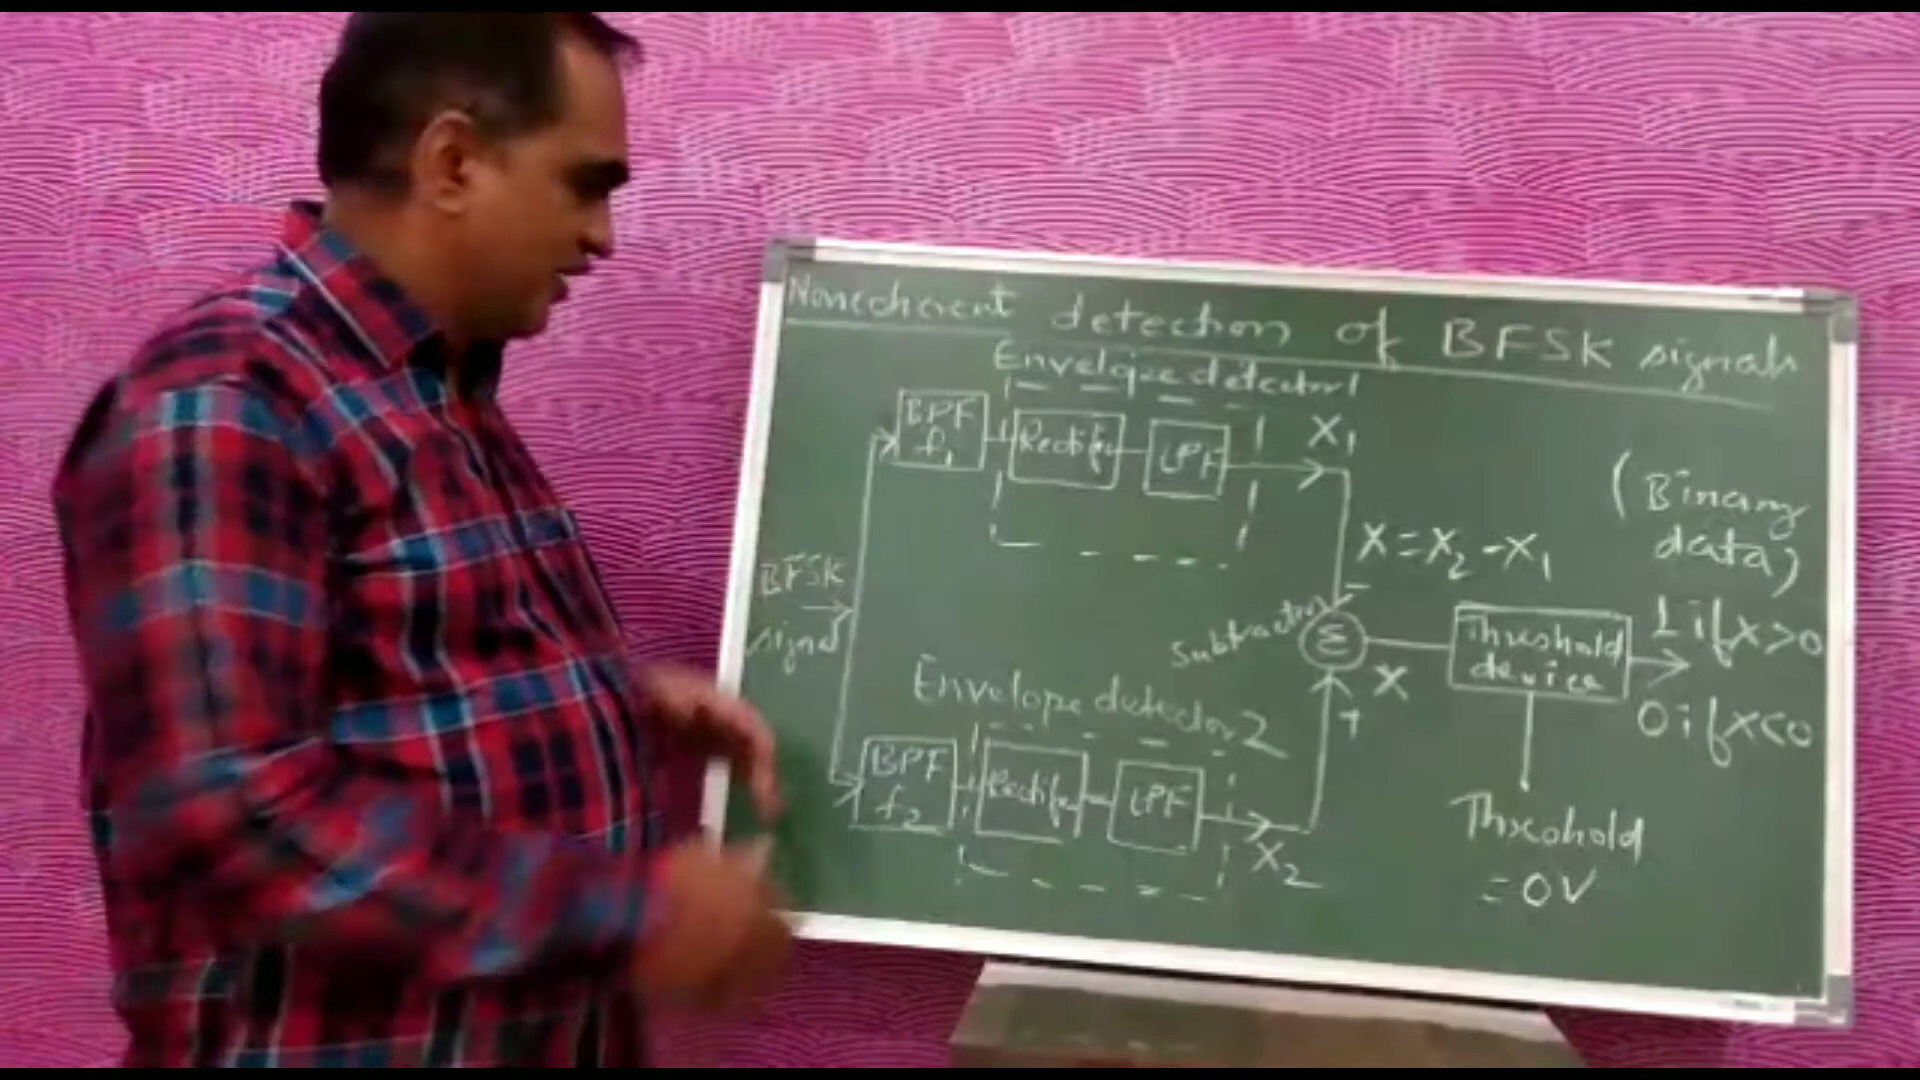 Noncoherent detection of BFSK signals
Envelope detector 1
BPF
f1
Rectifier
LPF
X1
(Binary
data)
X = X2 - X1
BFSK
signal
-
Subtraction
Σ
X
+
Threshold
device
1 if X>0
0 if X<0
Envelope detector 2
BPF
f2
Rectifier
LPF
X2
Threshold
= 0V